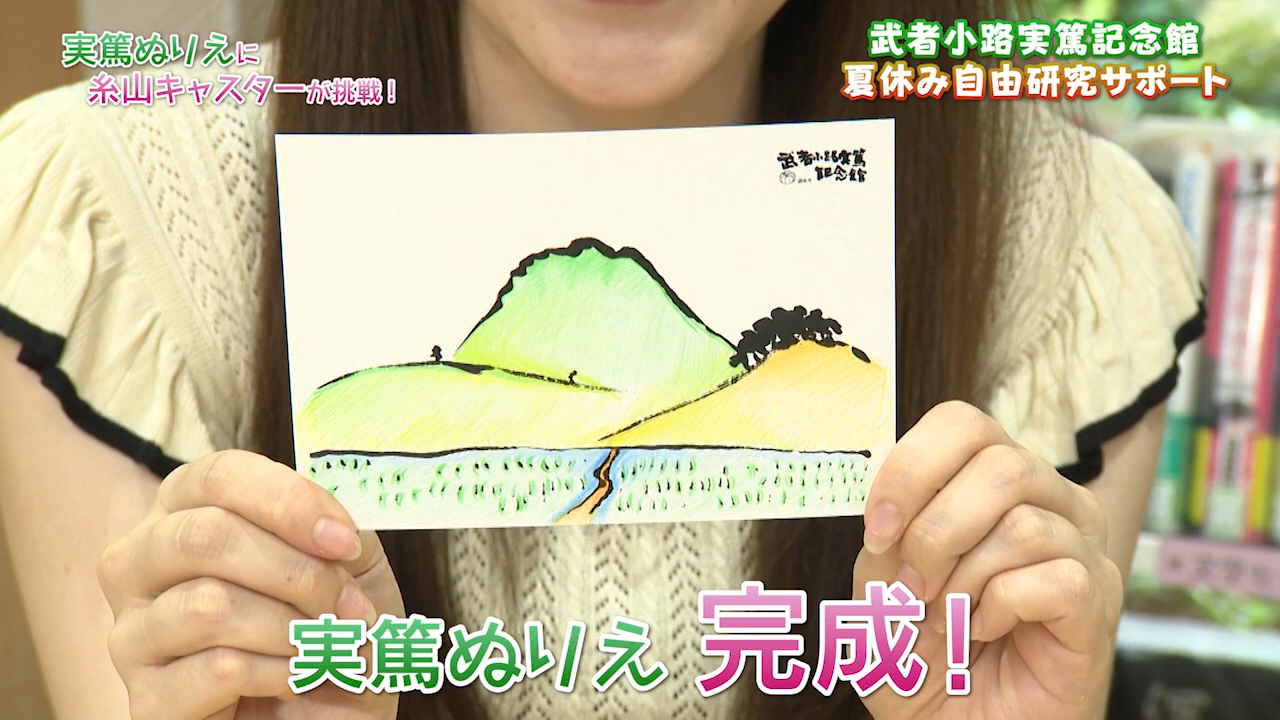 実篤ぬりえに
糸山キャスターが挑戦！
武者小路実篤記念館
夏休み自由研究サポート
武者小路実篤
記念館
実篤ぬりえ 完成！